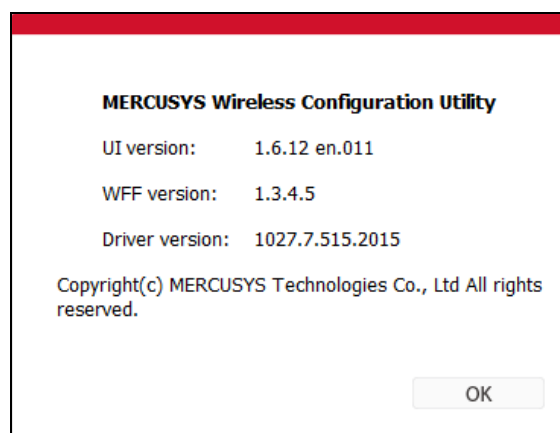 MERCUSYS Wireless Configuration Utility
UI version: 1.6.12 en.011
WFF version: 1.3.4.5
Driver version: 1027.7.515.2015
Copyright(c) MERCUSYS Technologies Co., Ltd All rights
reserved.
OK